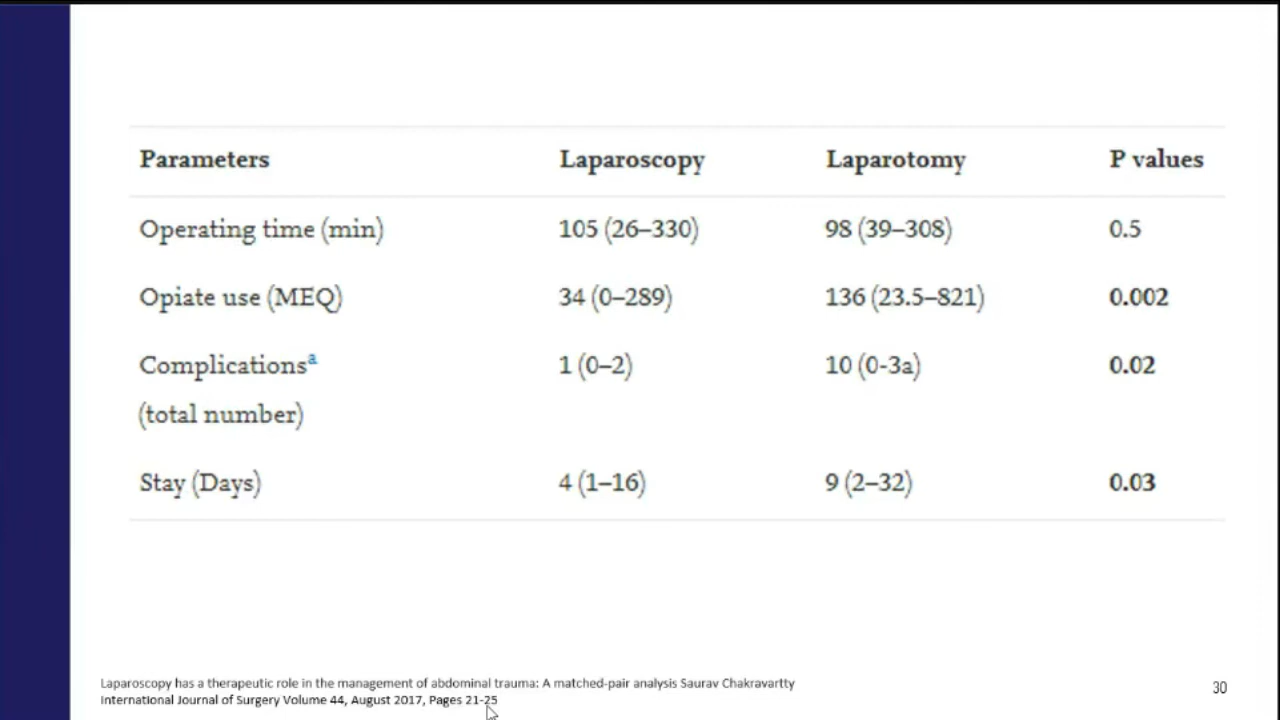 Parameters Laparoscopy Laparotomy P values
Operating time (min) 105 (26–330) 98 (39–308) 0.5
Opiate use (MEQ) 34 (0–289) 136 (23.5–821) 0.002
Complicationsa 1 (0–2) 10 (0-3a) 0.02
(total number)
Stay (Days) 4 (1–16) 9 (2–32) 0.03
Laparoscopy has a therapeutic role in the management of abdominal trauma: A matched-pair analysis Saurav Chakravartty
International Journal of Surgery Volume 44, August 2017, Pages 21-25
30